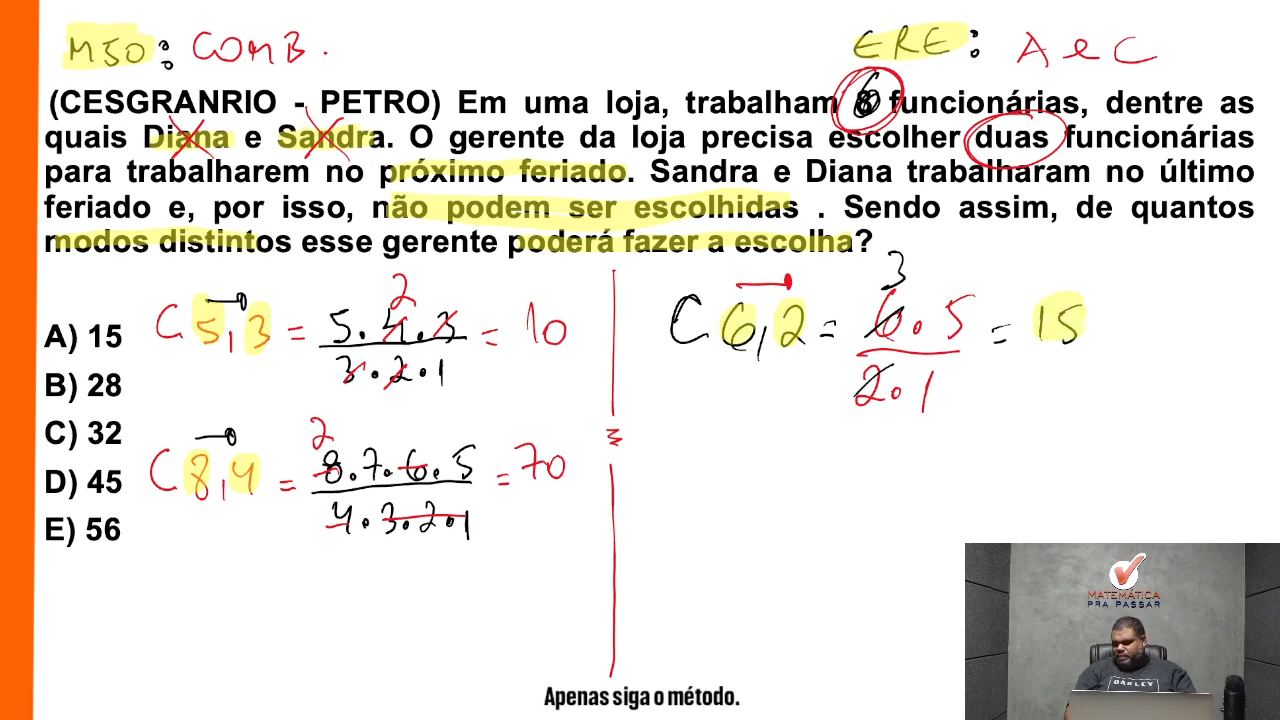 M50: COMB.
ERE: A e C
(CESGRANRIO - PETRO) Em uma loja, trabalham 6 funcionárias, dentre as
quais Diana e Sandra. O gerente da loja precisa escolher duas funcionárias
para trabalharem no próximo feriado. Sandra e Diana trabalharam no último
feriado e, por isso, não podem ser escolhidas . Sendo assim, de quantos
modos distintos esse gerente poderá fazer a escolha?
A) 15
B) 28
C) 32
D) 45
E) 56
2
C 5,3 = 5.4.3 = 10
3.2.1
2
C 8,4 = 8.7.6.5 = 70
4.3.2.1
3
C 6,2 = 6.5 = 15
2.1
MATEMÁTICA
PRA PASSAR
OAKLEY
Apenas siga o método.